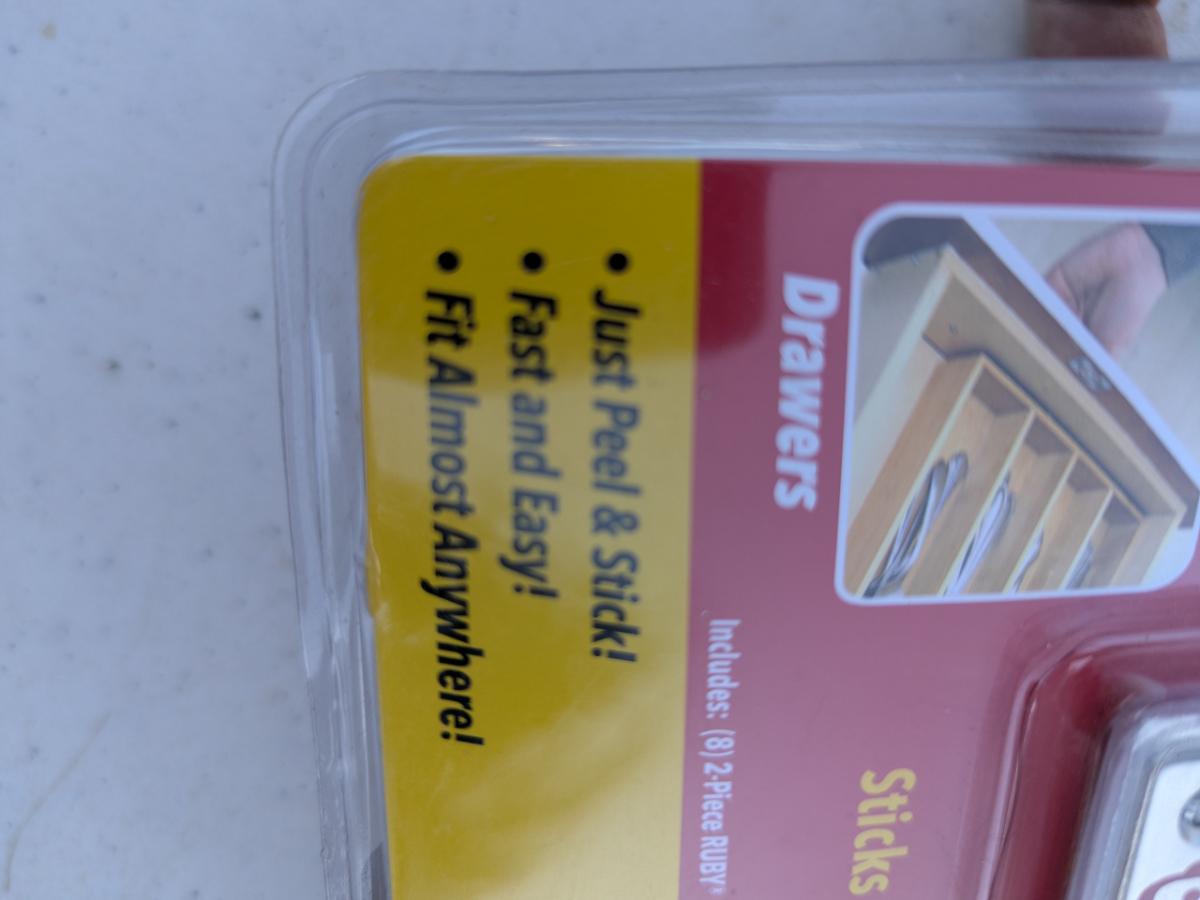 Drawers
Sticks
Includes: (8) 2-Piece RUBY®
• Just Peel & Stick!
• Fast and Easy!
• Fit Almost Anywhere!